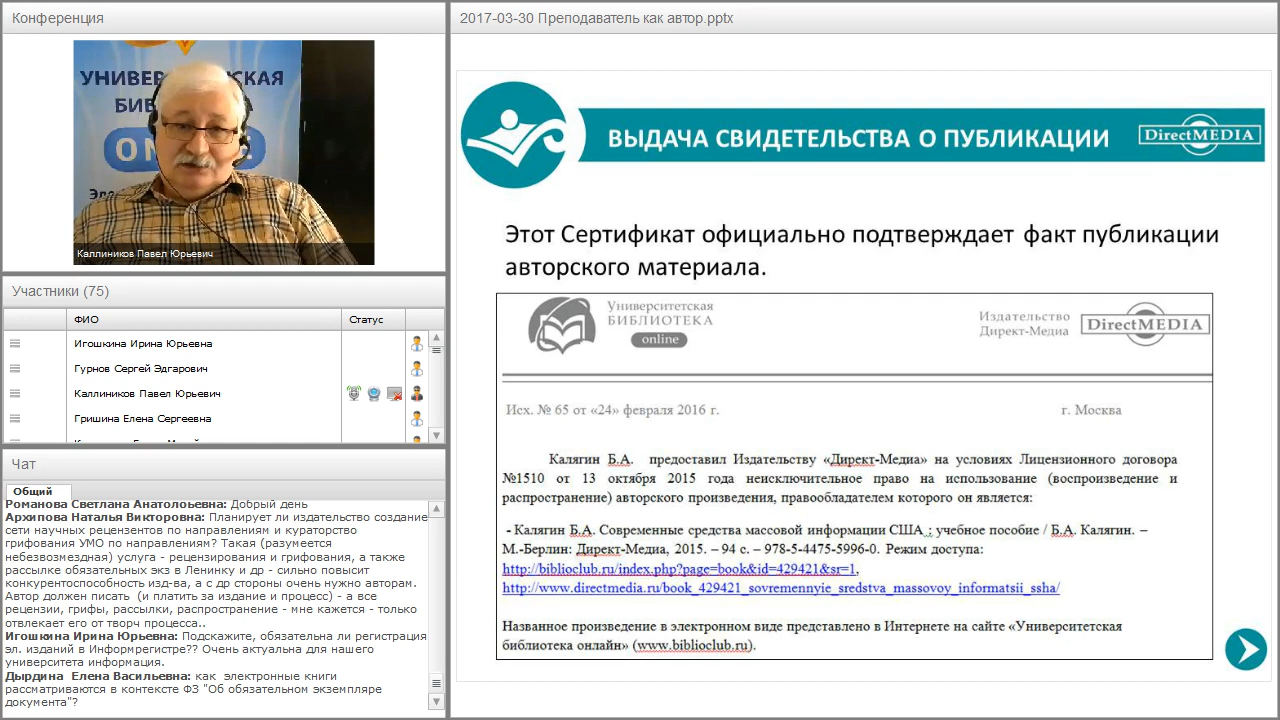 Конференция
УНИВЕР СКАЯ
БИБ А
Эле
Каллиников Павел Юрьевич
Участники (75)
ФИО Статус
Игошкина Ирина Юрьевна
Гурнов Сергей Эдгарович
Каллиников Павел Юрьевич
Гришина Елена Сергеевна
Чат
Общий
Романова Светлана Анатолоьевна: Добрый день
Архипова Наталья Викторовна: Планирует ли издательство создание
сети научных рецензентов по направлениям и кураторство
грифования УМО по направлениям? Такая (разумется
небезвозмездная) услуга - рецензирования и грифования, а также
рассылке обязательных экз в Ленинку и др - сильно повысит
конкурентоспособность изд-ва, а с др стороны очень нужно авторам.
Автор долженписать (и платить за издание и процесс) - а все
рецензии, грифы, рассылки, распространение - мне кажется - только
отвлекает его от творч процесса..
Игошкина Ирина Юрьевна: Подскажите, обязательна ли регистрация
эл. изданий в Информрегистре?? Очень актуальна для нашего
университета информация.
Дырдина Елена Васильевна: как электронные книги
рассматриваюся в контексте ФЗ "Об обязательном экземпляре
документа"?
2017-03-30 Преподаватель как автор.pptx
ВЫДАЧА СВИДЕТЕЛЬСТВА О ПУБЛИКАЦИИ
DirectMEDIA
Этот Сертификат официально подтверждает факт публикации
авторского материала.
Университетская
БИБЛИОТЕКА
online
Издательство
Директ-Медиа
DirectMEDIA
Исх. № 65 от «24» февраля 2016 г. г. Москва
Калягин Б.А. предоставил Издательству «Директ-Медиа» на условиях Лицензионного договора
№1510 от 13 октября 2015 года неисключительное право на использование (воспроизведение и
распространение) авторского произведения, правообладателем которого он является:
- Калягин Б.А. Современные средства массовой информации США : учебное пособие / Б.А. Калягин. –
М.-Берлин: Директ-Медиа, 2015. – 94 с. – 978-5-4475-5996-0. Режим доступа:
http://biblioclub.ru/index.php?page=book&id=429421&sr=1,
http://www.directmedia.ru/book_429421_sovremennyie_sredstva_massovoy_informatsii_ssha/
Названное произведение в электронном виде представлено в Интернете на сайте «Университетская
библиотека онлайн» (www.biblioclub.ru).